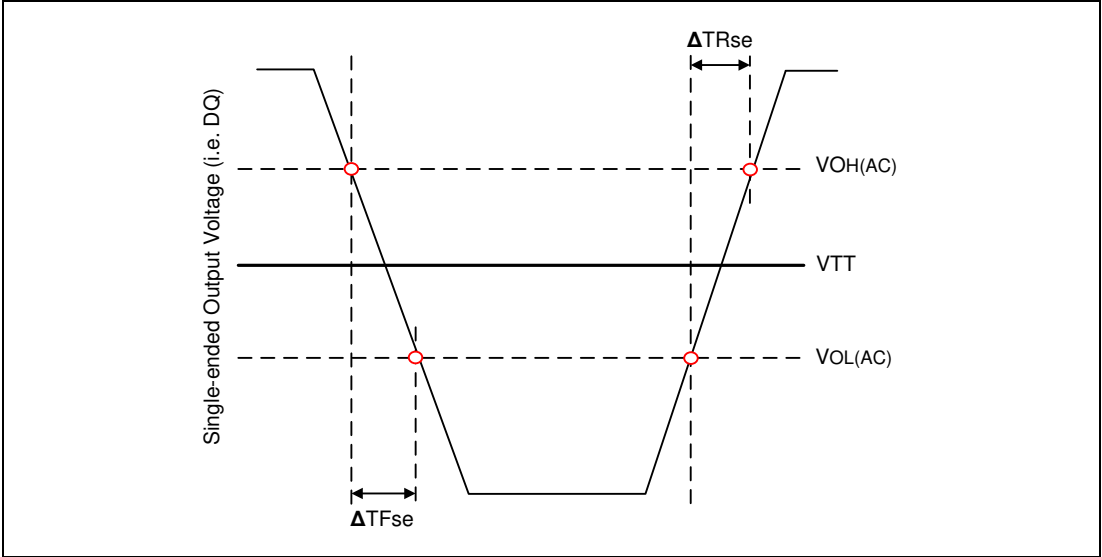 ΔTRse
Single-ended Output Voltage (i.e. DQ)
VOH(AC)
VTT
VOL(AC)
ΔTFse